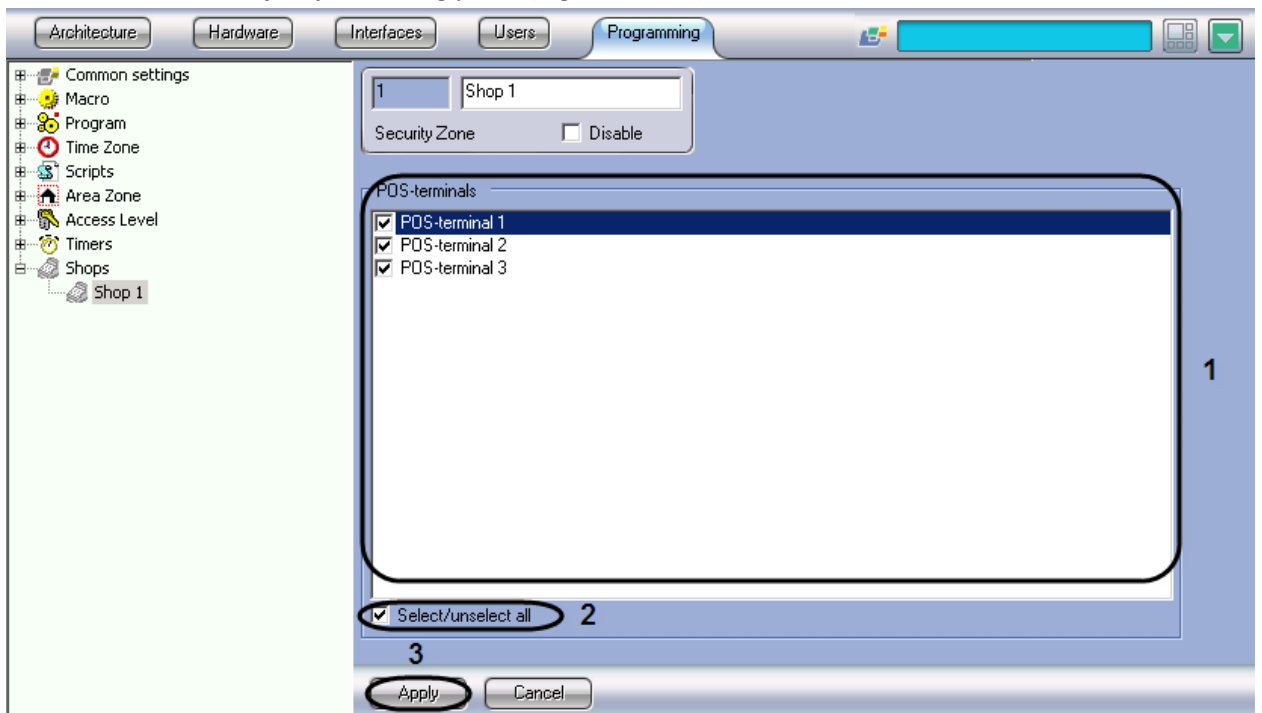 Architecture Hardware Interfaces Users Programming
Common settings
Macro
Program
Time Zone
Scripts
Area Zone
Access Level
Timers
Shops
Shop 1
1 Shop 1
Security Zone Disable
POS-terminals
POS-terminal 1
POS-terminal 2
POS-terminal 3
1
Select/unselect all 2
3
Apply Cancel